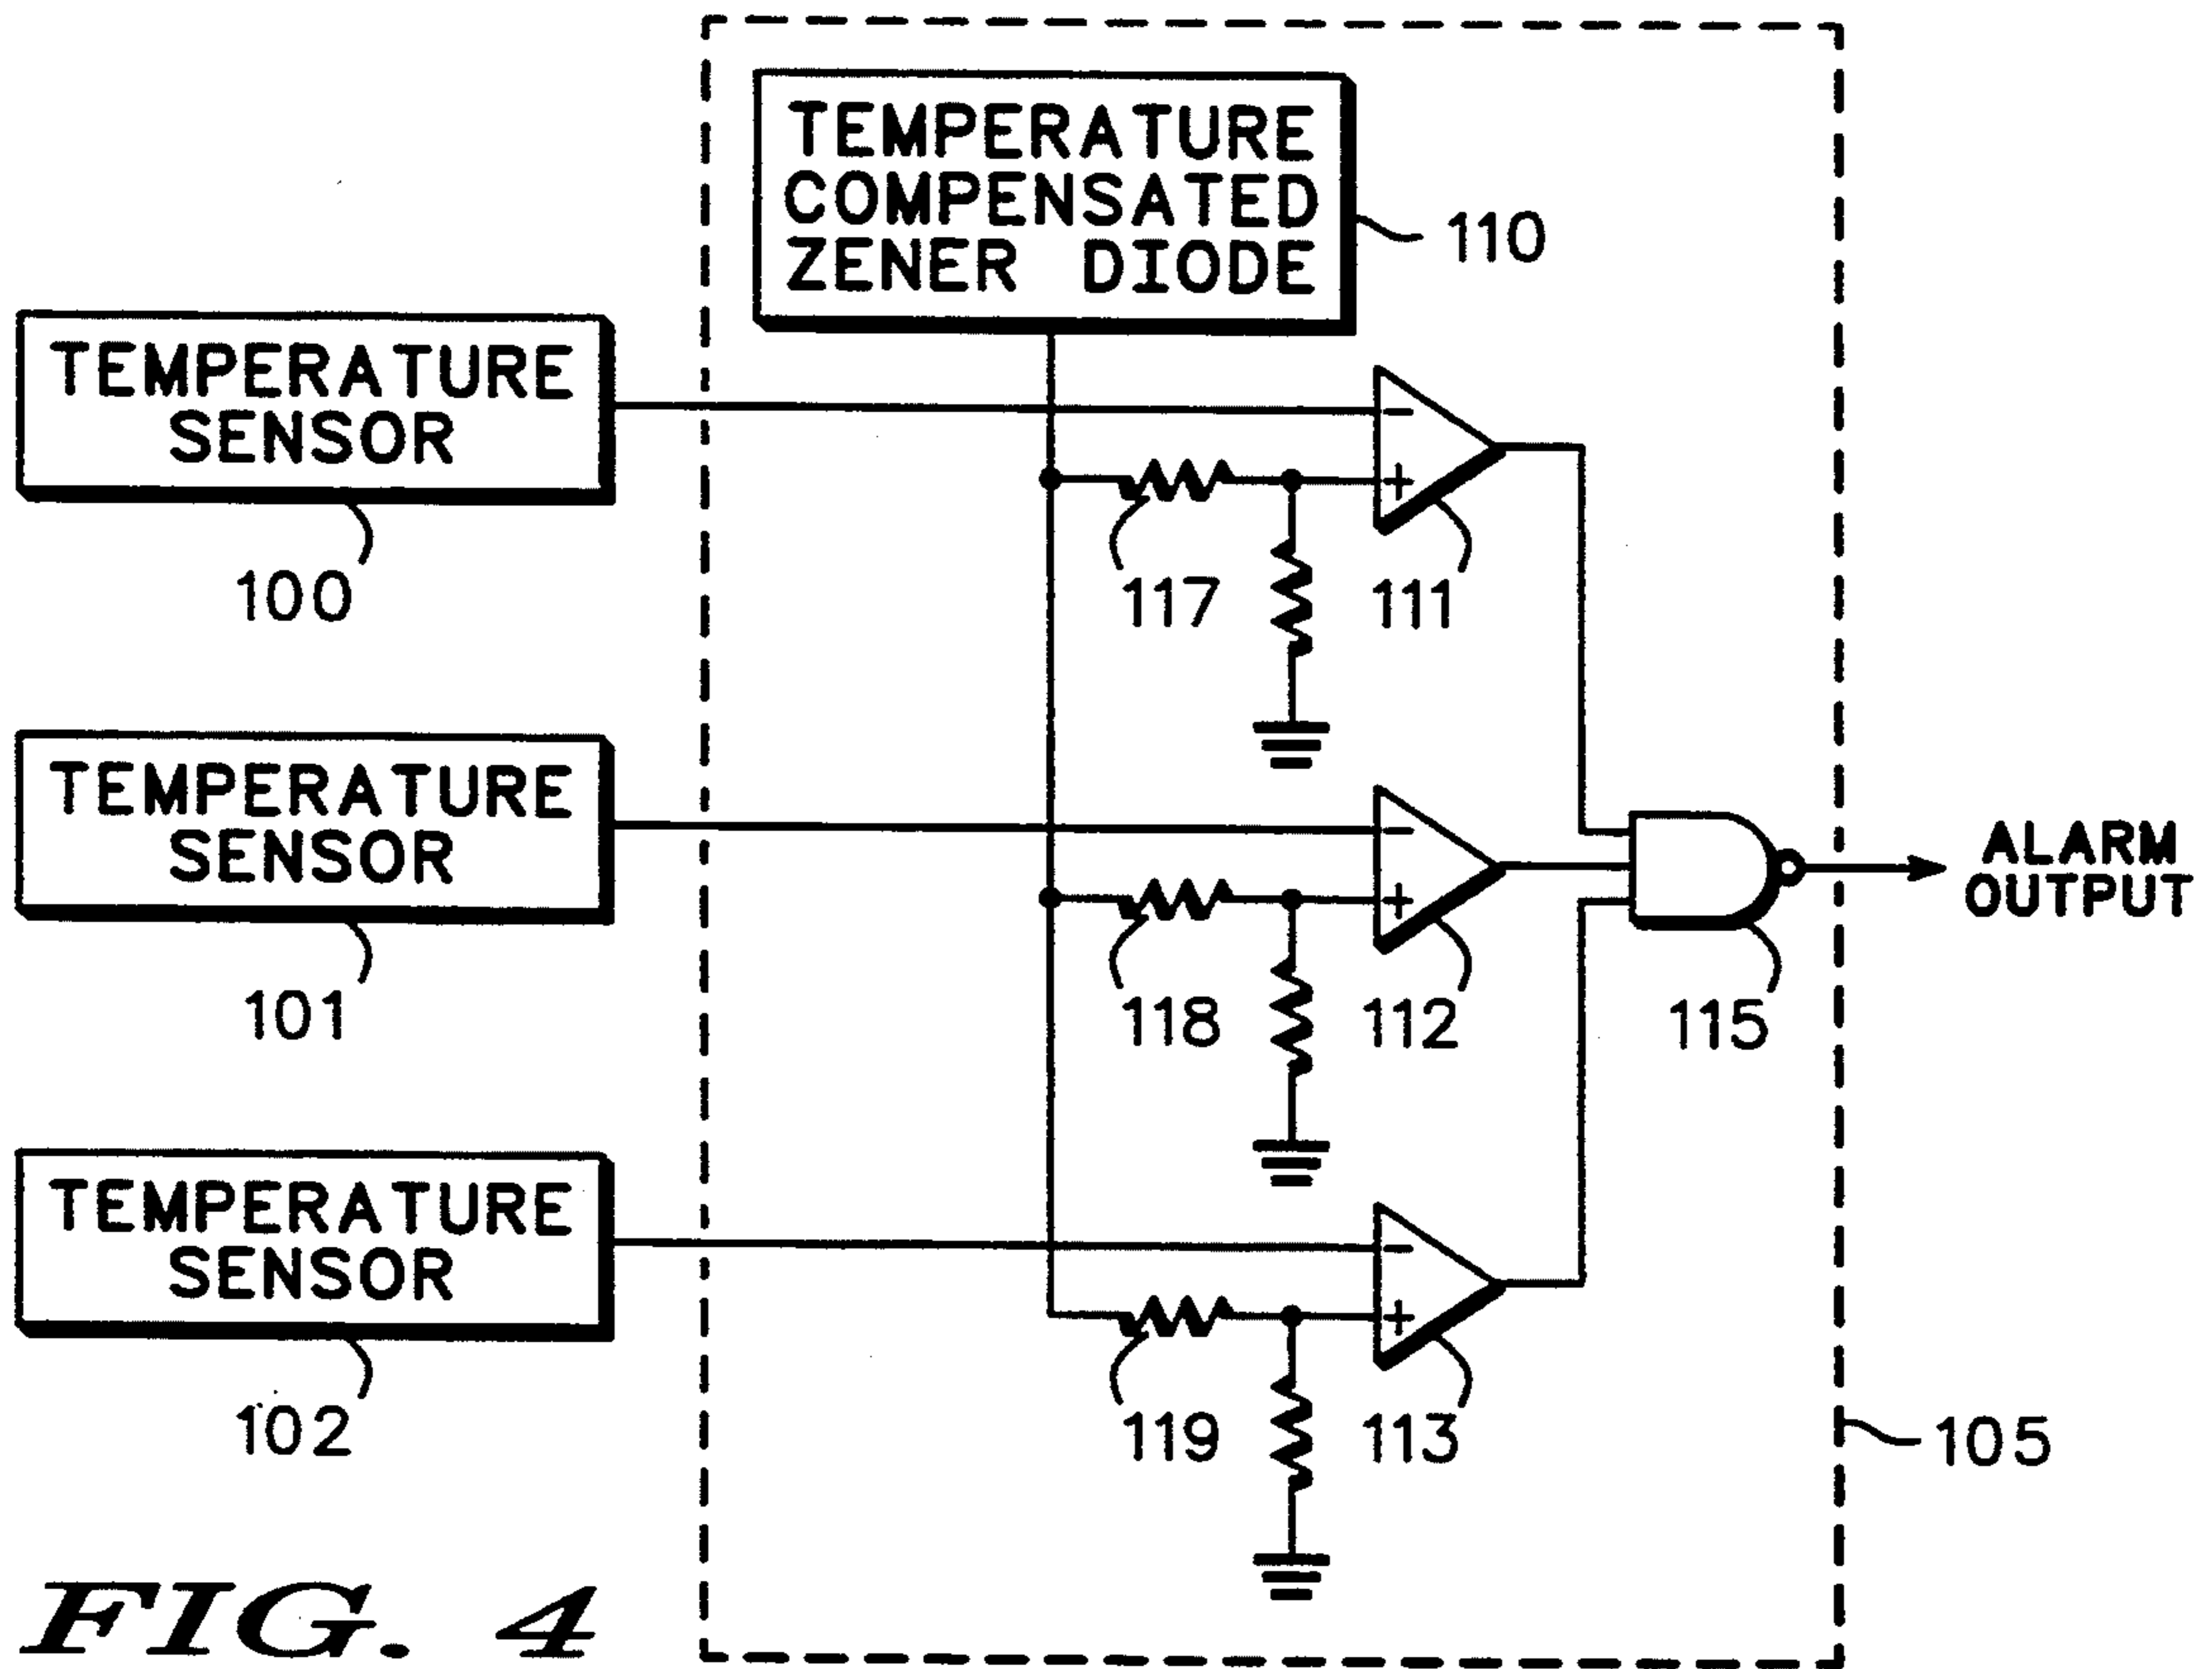 TEMPERATURE
COMPENSATED
ZENER DIODE
110
TEMPERATURE
SENSOR
100
-
+
117
111
TEMPERATURE
SENSOR
101
-
+
118
112
115
ALARM
OUTPUT
TEMPERATURE
SENSOR
102
-
+
119
113
105
FIG. 4